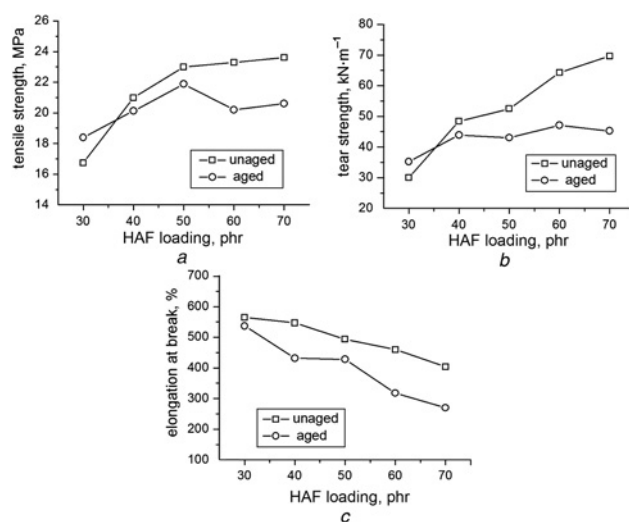 tensile strength, MPa
26
24
22
20
18
16
14
unaged
aged
30 40 50 60 70
HAF loading, phr
a
tear strength, kN·m⁻¹
80
70
60
50
40
30
20
unaged
aged
30 40 50 60 70
HAF loading, phr
b
elongation at break, %
700
600
500
400
300
200
100
unaged
aged
30 40 50 60 70
HAF loading, phr
c